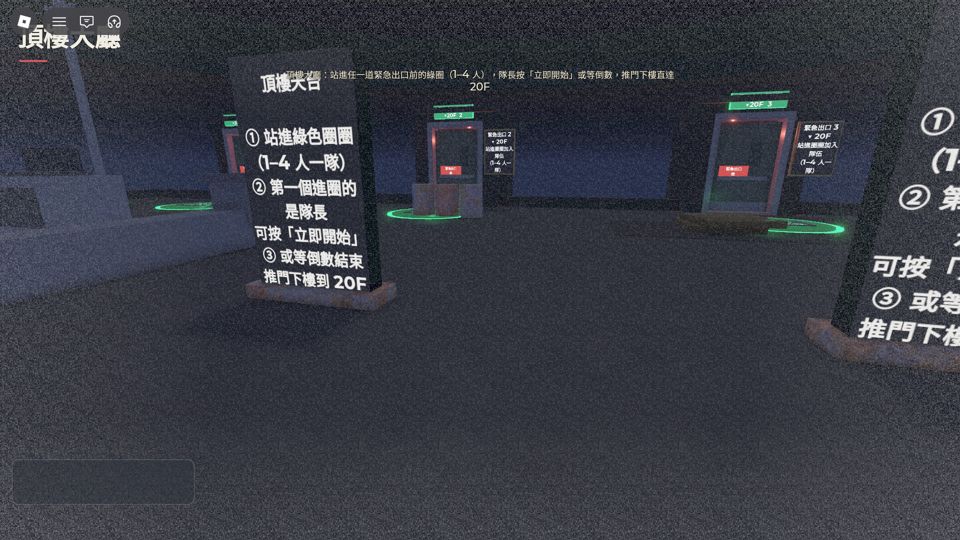 頂樓大廳
頂樓大廳：站進任一道緊急出口前的綠圈（1–4 人），隊長按「立即開始」或等倒數，推門下樓直達
20F
頂樓天台
① 站進綠色圈圈
（1–4 人一隊）
② 第一個進圈的
是隊長
可按「立即開始」
③ 或等倒數結束
推門下樓到 20F
▾20F 2
緊急出口 2
▾ 20F
站進圈圈加入
隊伍
（1–4 人一
隊）
▾20F 3
緊急出口 3
▾ 20F
站進圈圈加入
隊伍
（1–4 人一
隊）
①
（1
② 第
可按「
③ 或等
推門下樓